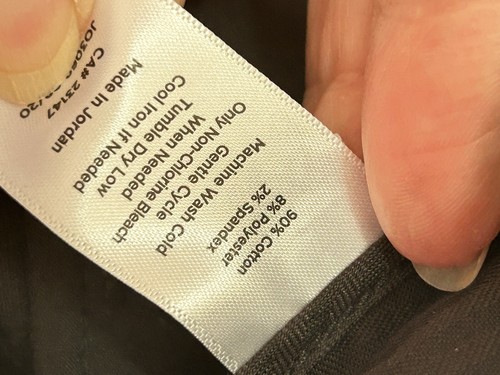 90% Cotton
8% Polyester
2% Spandex
Machine Wash Cold
Gentle Cycle
Only Non-Chlorine Bleach
When Needed
Tumble Dry Low
Cool Iron If Needed
Made In Jordan
CA# 23147